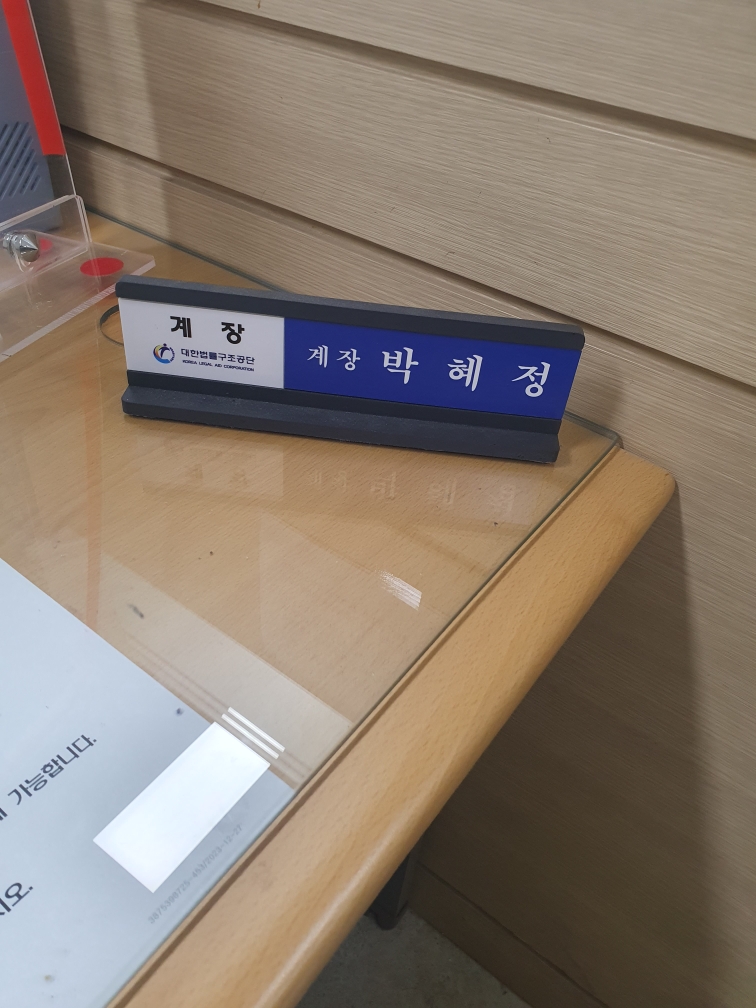 계 장
대한법률구조공단
KOREA LEGAL AID CORPORATION
계장 박 혜 정
가능합니다.
시오.